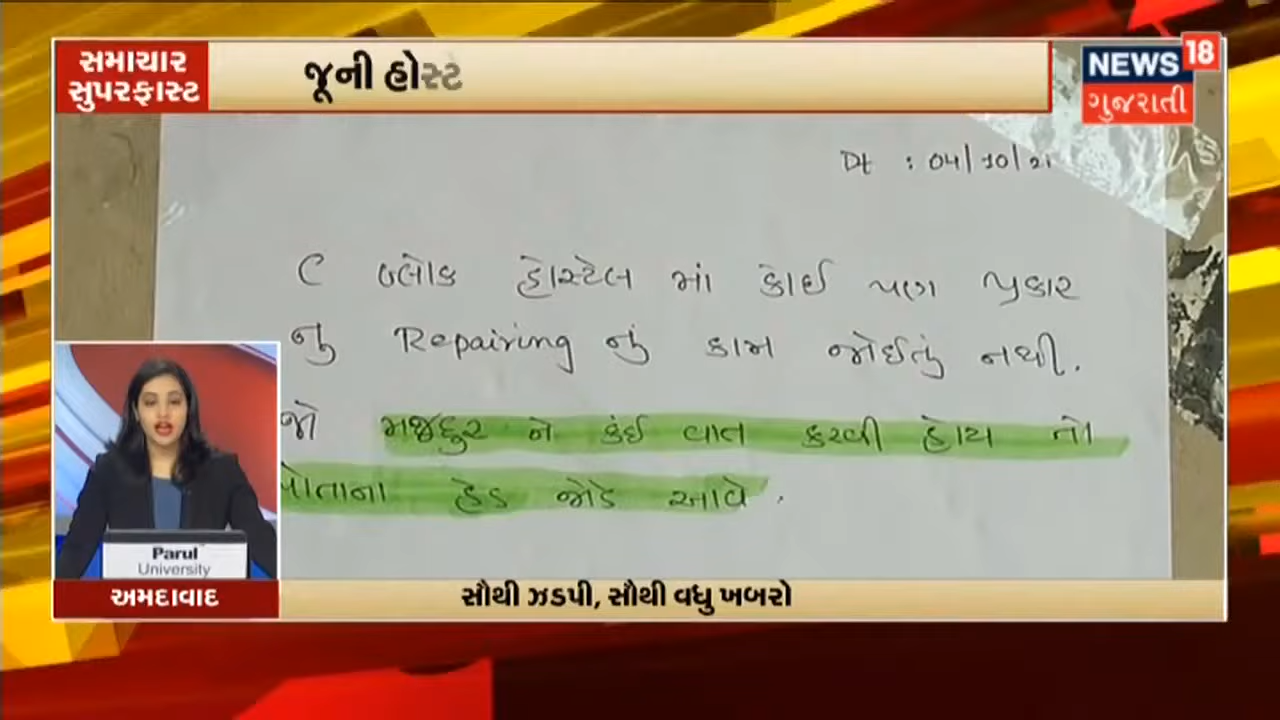 સમાચાર
સુપરફાસ્ટ
જૂની હોસ્ટ
NEWS 18
ગુજરાતી
Dt : 04/10/21
C બ્લોક હોસ્ટેલ માં કોઈ પણ પ્રકાર
નુ Repairing નું કામ જોઈતું નથી.
જો મજદુર ને કંઈ વાત કરવી હોય તો
પોતાના હેડ જોડે આવે.
Parul
University
અમદાવાદ
સૌથી ઝડપી, સૌથી વધુ ખબરો